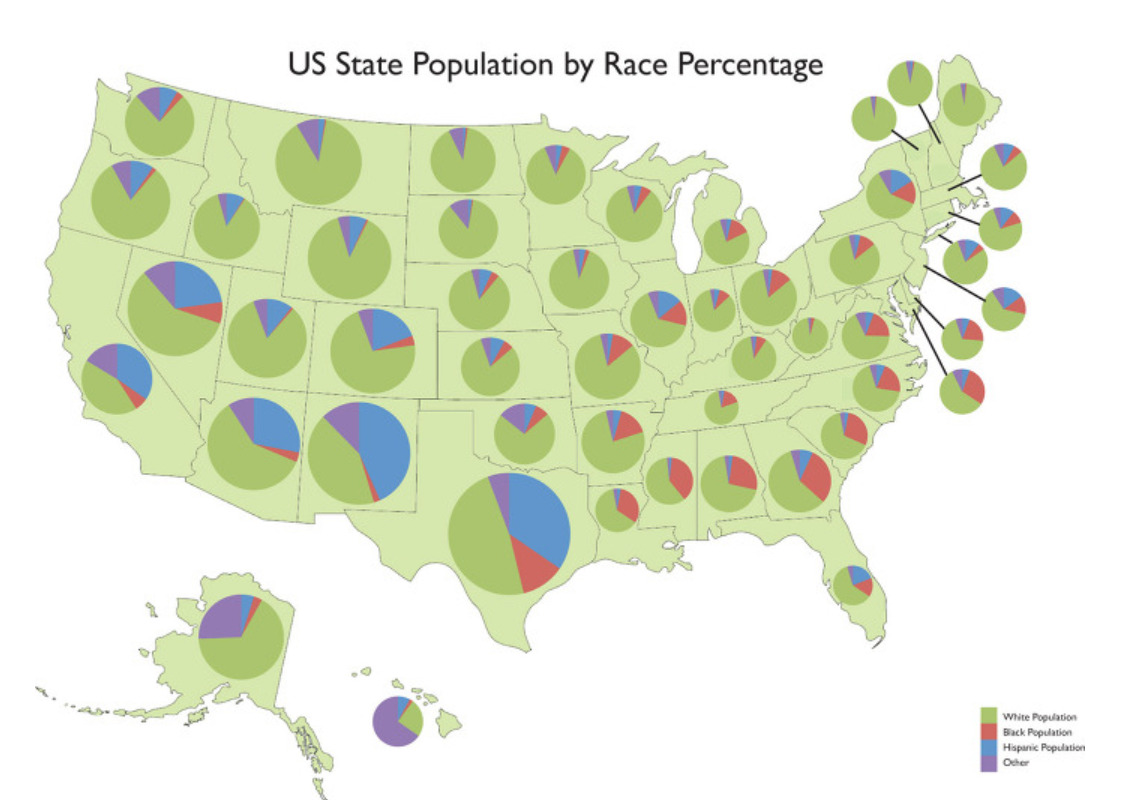 US State Population by Race Percentage
White Population
Black Population
Hispanic Population
Other